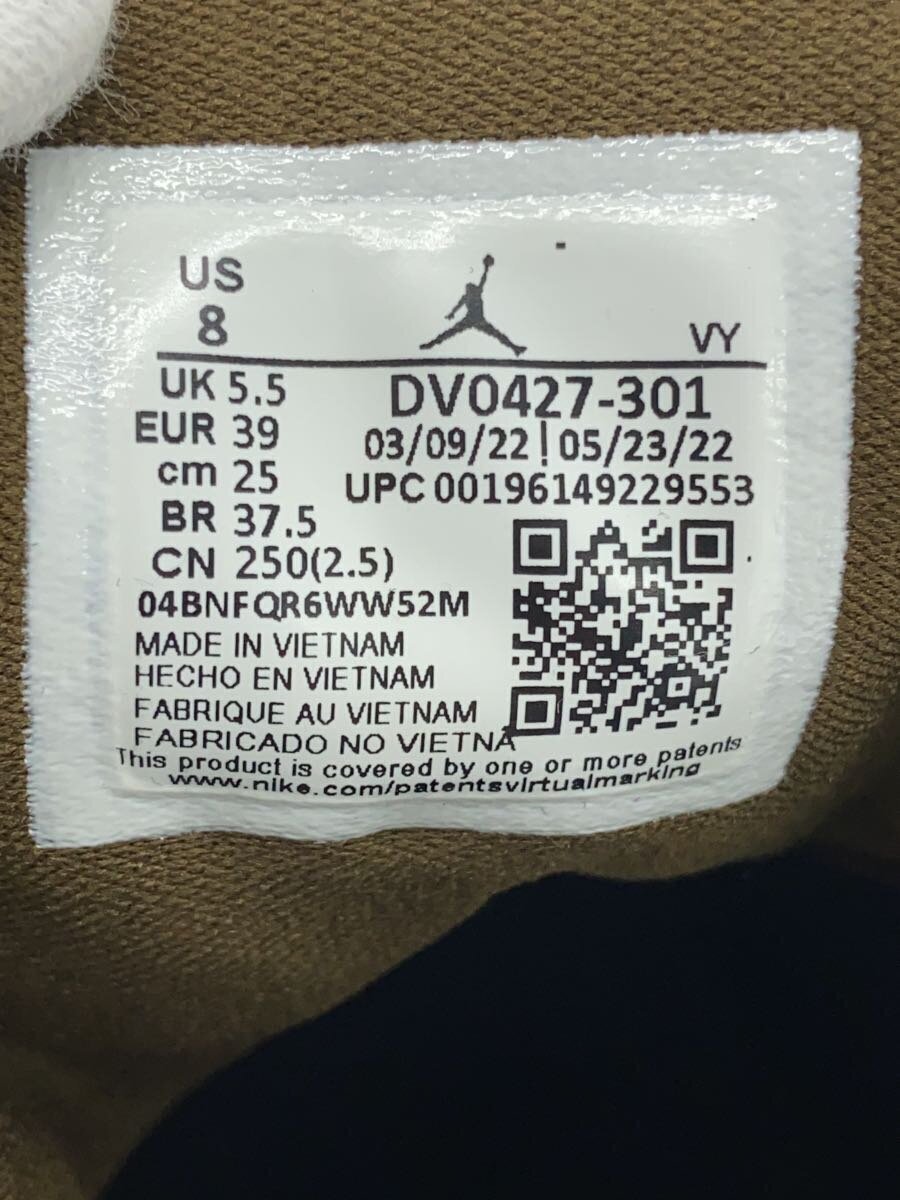 US
8
VY
UK 5.5
EUR 39
cm 25
BR 37.5
CN 250(2.5)
DV0427-301
03/09/22 | 05/23/22
UPC 00196149229553
04BNFQR6WW52M
MADE IN VIETNAM
HECHO EN VIETNAM
FABRIQUE AU VIETNAM
FABRICADO NO VIETNÃ
This product is covered by one or more patents
www.nike.com/patentsvirtualmarking